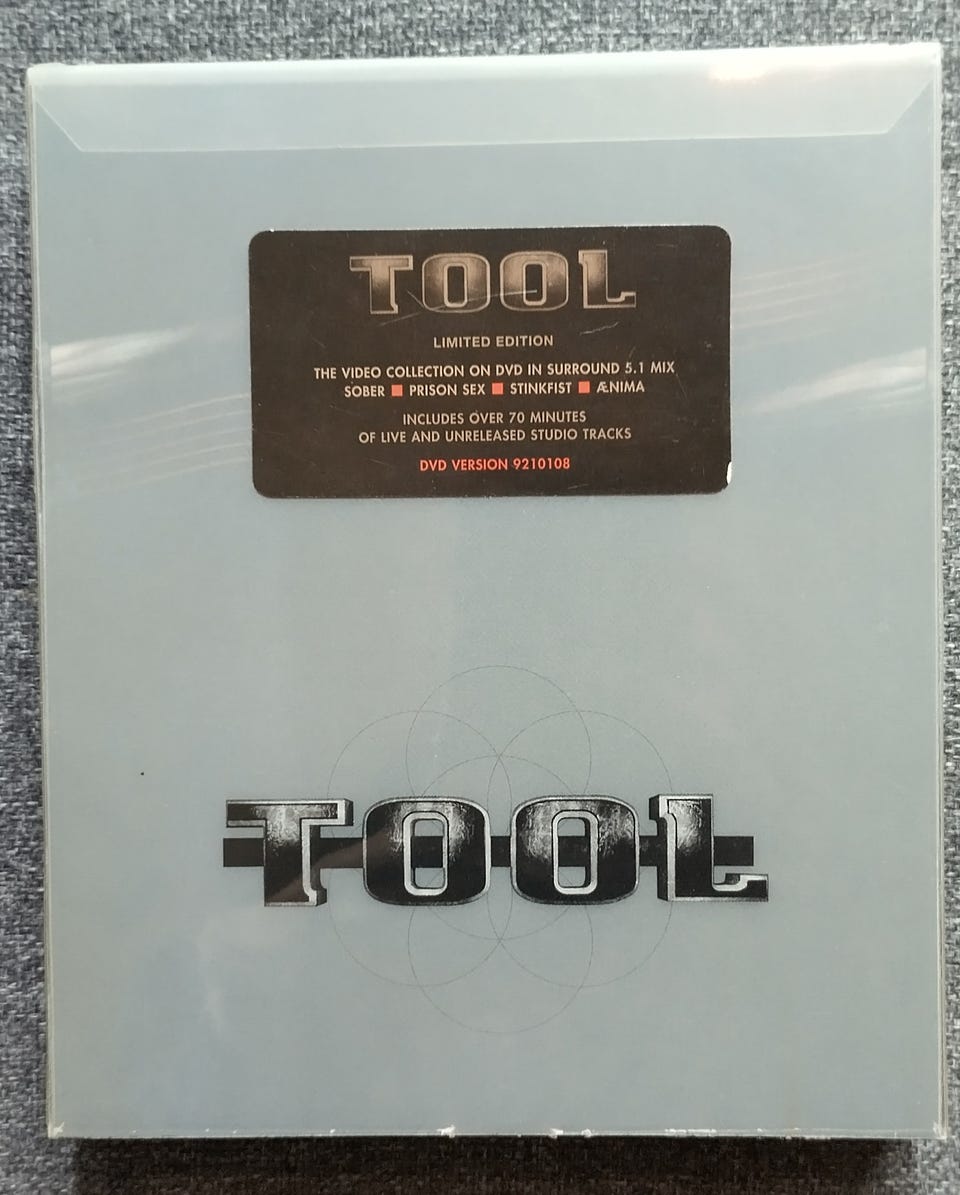 TOOL
LIMITED EDITION
THE VIDEO COLLECTION ON DVD IN SURROUND 5.1 MIX
SOBER ■ PRISON SEX ■ STINKFIST ■ ÆNIMA
INCLUDES OVER 70 MINUTES
OF LIVE AND UNRELEASED STUDIO TRACKS
DVD VERSION 9210108
TOOL